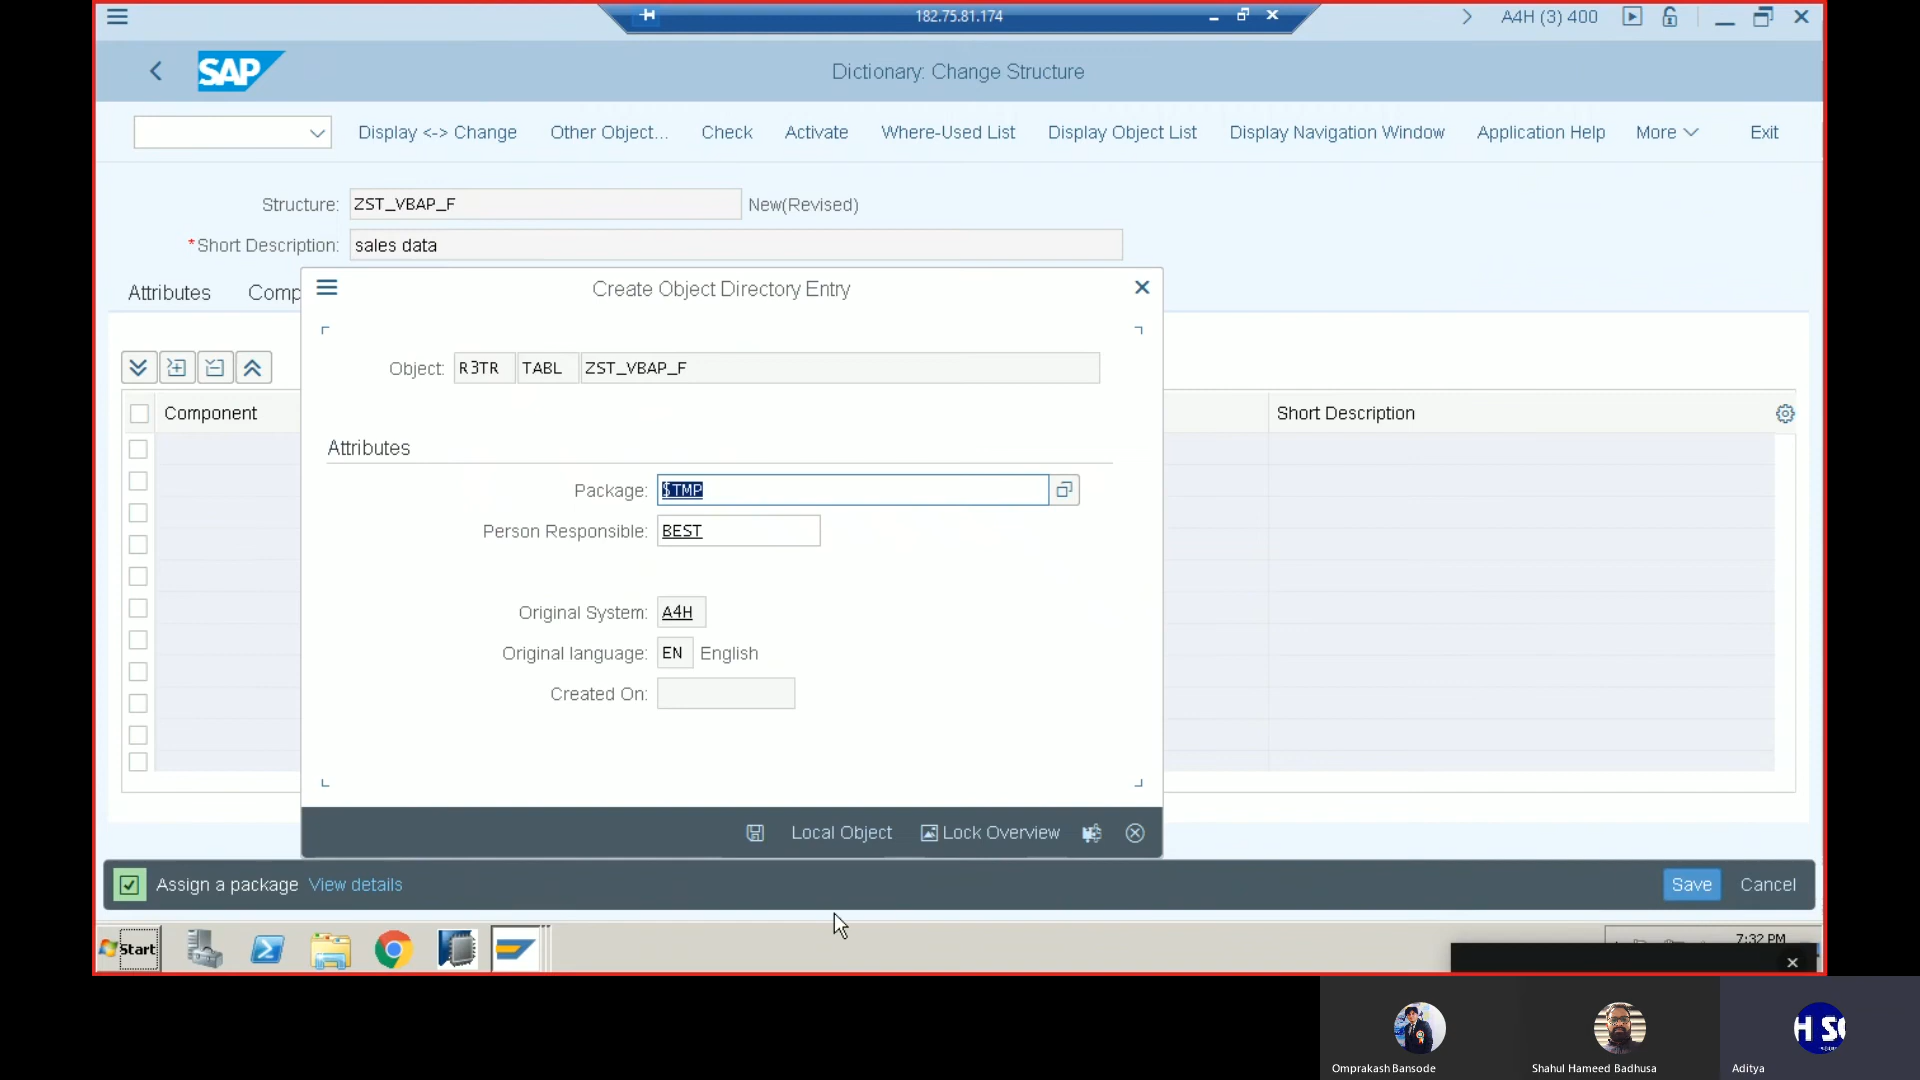 182.75.81.174
A4H (3) 400
SAP
Dictionary: Change Structure
Display <-> Change Other Object... Check Activate Where-Used List Display Object List Display Navigation Window Application Help More Exit
Structure: ZST_VBAP_F New(Revised)
*Short Description: sales data
Attributes Comp
Create Object Directory Entry
Object: R3TR TABL ZST_VBAP_F
Component
Short Description
Attributes
Package: $TMP
Person Responsible: BEST
Original System: A4H
Original language: EN English
Created On:
Local Object Lock Overview
Assign a package View details
Save Cancel
Start
7:32 PM
Omprakash Bansode
Shahul Hameed Badhusa
Aditya